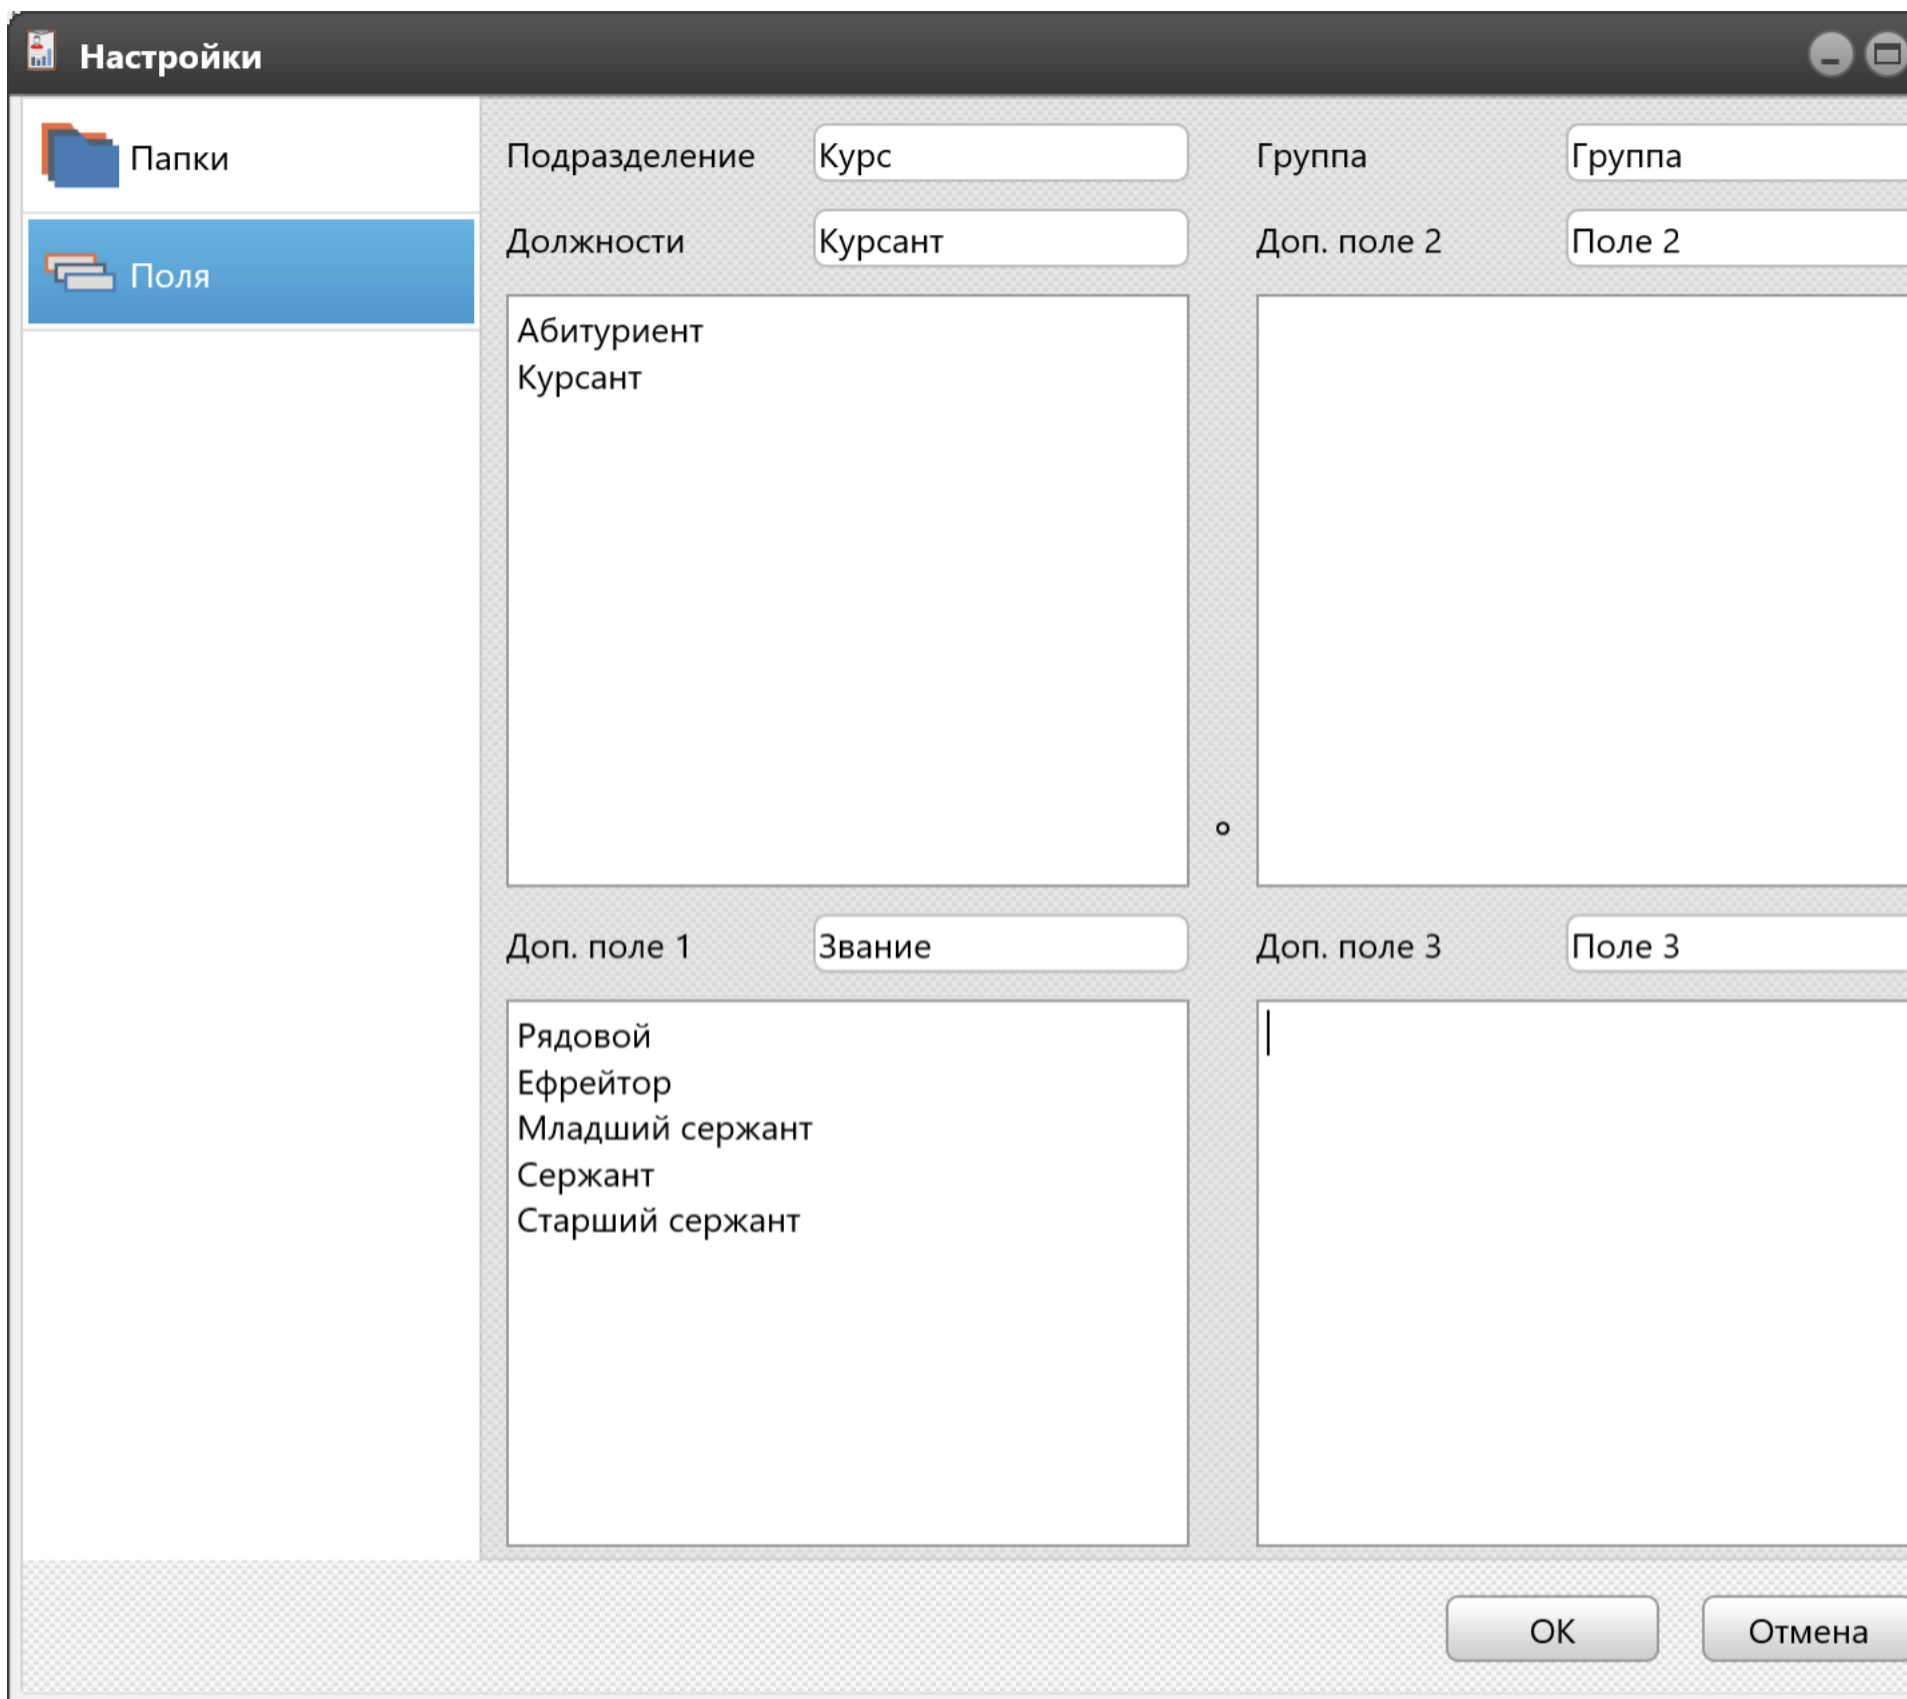 Настройки
Папки
Поля
Подразделение Курс Группа Группа
Должности Курсант Доп. поле 2 Поле 2
Абитуриент
Курсант
Доп. поле 1 Звание Доп. поле 3 Поле 3
Рядовой
Ефрейтор
Младший сержант
Сержант
Старший сержант
ОК Отмена